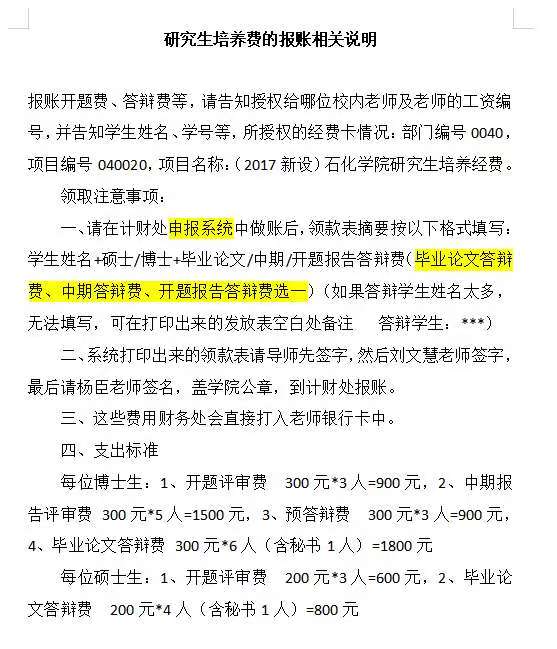 研究生培养费的报账相关说明
报账开题费、答辩费等，请告知授权给哪位校内老师及老师的工资编
号，并告知学生姓名、学号等，所授权的经费卡情况：部门编号 0040，
项目编号 040020，项目名称：（2017 新设）石化学院研究生培养经费。
领取注意事项：
一、请在计财处申报系统中做账后，领款表摘要按以下格式填写：
学生姓名+硕士/博士+毕业论文/中期/开题报告答辩费（毕业论文答辩
费、中期答辩费、开题报告答辩费选一）（如果答辩学生姓名太多，
无法填写，可在打印出来的发放表空白处备注 答辩学生：***）
二、系统打印出来的领款表请导师先签字，然后刘文慧老师签字，
最后请杨臣老师签名，盖学院公章，到计财处报账。
三、这些费用财务处会直接打入老师银行卡中。
四、支出标准
每位博士生：1、开题评审费 300 元*3 人=900 元，2、中期报
告评审费 300 元*5 人=1500 元，3、预答辩费 300 元*3 人=900 元，
4、毕业论文答辩费 300 元*6 人（含秘书 1 人）=1800 元
每位硕士生：1、开题评审费 200 元*3 人=600 元，2、毕业论
文答辩费 200 元*4 人（含秘书 1 人）=800 元